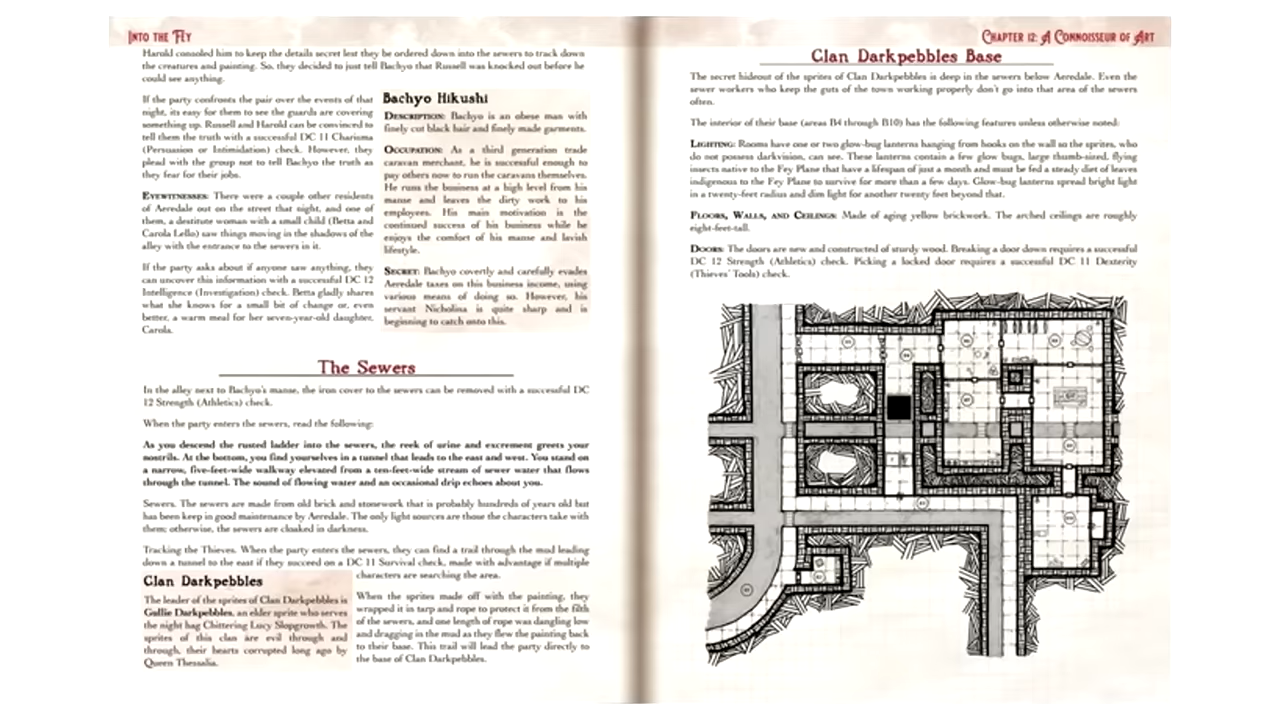 Into the Fey
Harold consoled him to keep the details secret lest they be ordered down into the sewers to track down
the creatures and painting. So, they decided to just tell Bachyo that Russell was knocked out before he
could see anything.
If the party confronts the pair over the events of that
night, its easy for them to see the guards are covering
something up. Russell and Harold can be convinced to
tell them the truth with a successful DC 11 Charisma
(Persuasion or Intimidation) check. However, they
plead with the group not to tell Bachyo the truth as
they fear for their jobs.
Eyewitnesses: There were a couple other residents
of Aeredale out on the street that night, and one of
them, a destitute woman with a small child (Betta and
Carola Lello) saw things moving in the shadows of the
alley with the entrance to the sewers in it.
If the party asks about if anyone saw anything, they
can uncover this information with a successful DC 12
Intelligence (Investigation) check. Betta gladly shares
what she knows for a small bit of change or, even
better, a warm meal for her seven-year-old daughter,
Carola.
Bachyo Hikushi
Description: Bachyo is an obese man with
finely cut black hair and finely made garments.
Occupation: As a third generation trade
caravan merchant, he is successful enough to
pay others now to run the caravans themselves.
He runs the business at a high level from his
manse and leaves the dirty work to his
employees. His main motivation is the
continued success of his business while he
enjoys the comfort of his manse and lavish
lifestyle.
Secret: Bachyo covertly and carefully evades
Aeredale taxes on this business income, using
various means of doing so. However, his
servant Nicholina is quite sharp and is
beginning to catch onto this.
The Sewers
In the alley next to Bachyo's manse, the iron cover to the sewers can be removed with a successful DC
12 Strength (Athletics) check.
When the party enters the sewers, read the following:
As you descend the rusted ladder into the sewers, the reek of urine and excrement greets your
nostrils. At the bottom, you find yourselves in a tunnel that leads to the east and west. You stand on
a narrow, five-feet-wide walkway elevated from a ten-feet-wide stream of sewer water that flows
through the tunnel. The sound of flowing water and an occasional drip echoes about you.
Sewers. The sewers are made from old brick and stonework that is probably hundreds of years old but
has been keep in good maintenance by Aeredale. The only light sources are those the characters take with
them; otherwise, the sewers are cloaked in darkness.
Tracking the Thieves. When the party enters the sewers, they can find a trail through the mud leading
down a tunnel to the east if they succeed on a DC 11 Survival check, made with advantage if multiple
characters are searching the area.
Clan Darkpebbles
The leader of the sprites of Clan Darkpebbles is
Gullie Darkpebbles, an elder sprite who serves
the night hag Chittering Lucy Slopgrowth. The
sprites of this clan are evil through and
through, their hearts corrupted long ago by
Queen Thessalia.
When the sprites made off with the painting, they
wrapped it in tarp and rope to protect it from the filth
of the sewers, and one length of rope was dangling low
and dragging in the mud as they flew the painting back
to their base. This trail will lead the party directly to
the base of Clan Darkpebbles.
Chapter 12: A Connoisseur of Art
Clan Darkpebbles Base
The secret hideout of the sprites of Clan Darkpebbles is deep in the sewers below Aeredale. Even the
sewer workers who keep the guts of the town working properly don't go into that area of the sewers
often.
The interior of their base (areas B4 through B10) has the following features unless otherwise noted:
Lighting: Rooms have one or two glow-bug lanterns hanging from hooks on the wall so the sprites, who
do not possess darkvision, can see. These lanterns contain a few glow bugs, large thumb-sized, flying
insects native to the Fey Plane that have a lifespan of just a month and must be fed a steady diet of leaves
indigenous to the Fey Plane to survive for more than a few days. Glow-bug lanterns spread bright light
in a twenty-feet radius and dim light for another twenty feet beyond that.
Floors, Walls, and Ceilings: Made of aging yellow brickwork. The arched ceilings are roughly
eight-feet-tall.
Doors: The doors are new and constructed of sturdy wood. Breaking a door down requires a successful
DC 12 Strength (Athletics) check. Picking a locked door requires a successful DC 11 Dexterity
(Thieves' Tools) check.